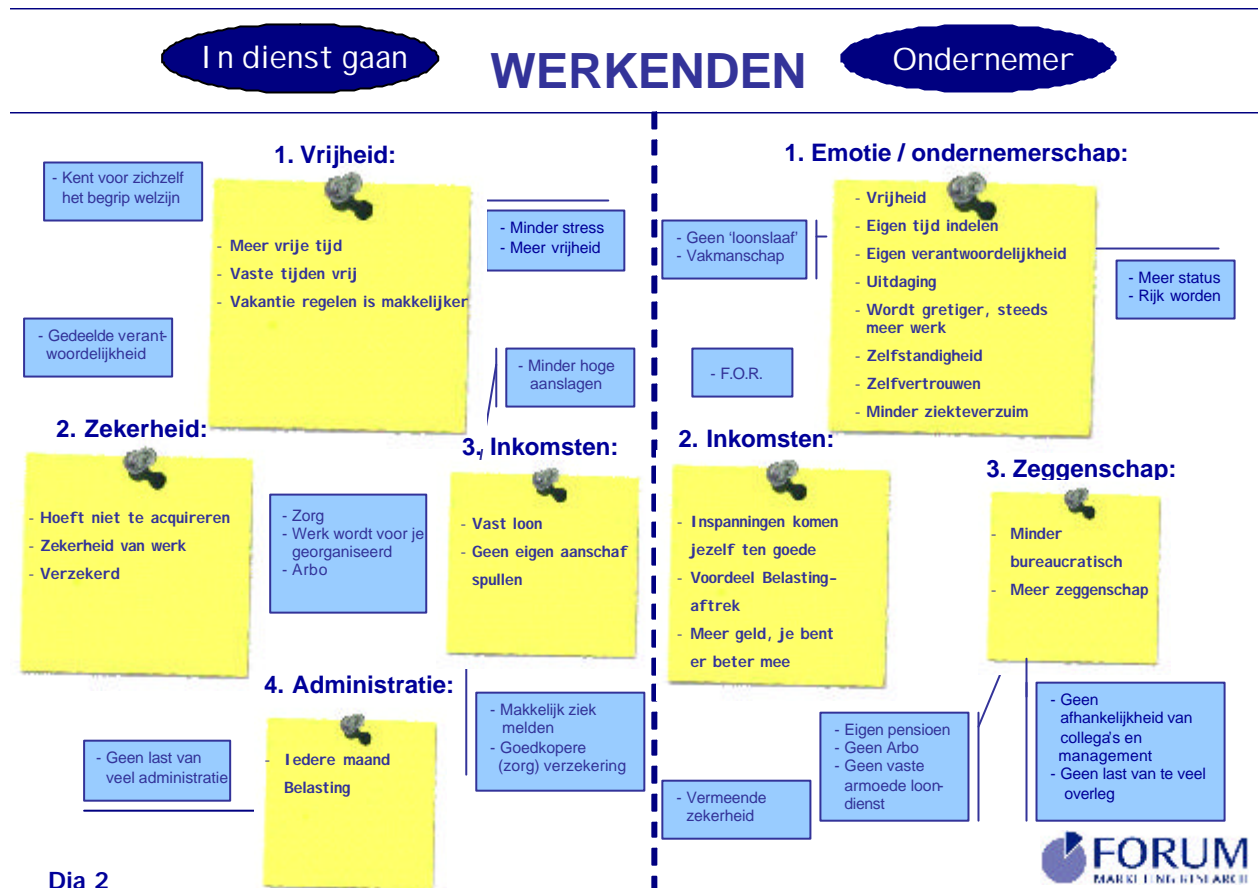 In dienst gaan
WERKENDEN
Ondernemer
1. Vrijheid:
- Kent voor zichzelf
het begrip welzijn
- Meer vrije tijd
- Vaste tijden vrij
- Vakantie regelen is makkelijker
- Minder stress
- Meer vrijheid
- Gedeelde verant-
woordelijkheid
- Minder hoge
aanslagen
2. Zekerheid:
- Hoeft niet te acquireren
- Zekerheid van werk
- Verzekerd
- Zorg
- Werk wordt voor je
georganiseerd
- Arbo
3. Inkomsten:
- Vast loon
- Geen eigen aanschaf
spullen
4. Administratie:
- Geen last van
veel administratie
- Iedere maand
Belasting
- Makkelijk ziek
melden
- Goedkopere
(zorg) verzekering
1. Emotie / ondernemerschap:
- Geen 'loonslaaf'
- Vakmanschap
- Vrijheid
- Eigen tijd indelen
- Eigen verantwoordelijkheid
- Uitdaging
- Wordt gretiger, steeds
meer werk
- Zelfstandigheid
- Zelfvertrouwen
- Minder ziekteverzuim
- Meer status
- Rijk worden
- F.O.R.
2. Inkomsten:
- Inspanningen komen
jezelf ten goede
- Voordeel Belasting-
aftrek
- Meer geld, je bent
er beter mee
3. Zeggenschap:
- Minder
bureaucratisch
- Meer zeggenschap
- Vermeende
zekerheid
- Eigen pensioen
- Geen Arbo
- Geen vaste
armoede loon-
dienst
- Geen
afhankelijkheid van
collega's en
management
- Geen last van te veel
overleg
Dia 2
FORUM
MARKETING RESEARCH